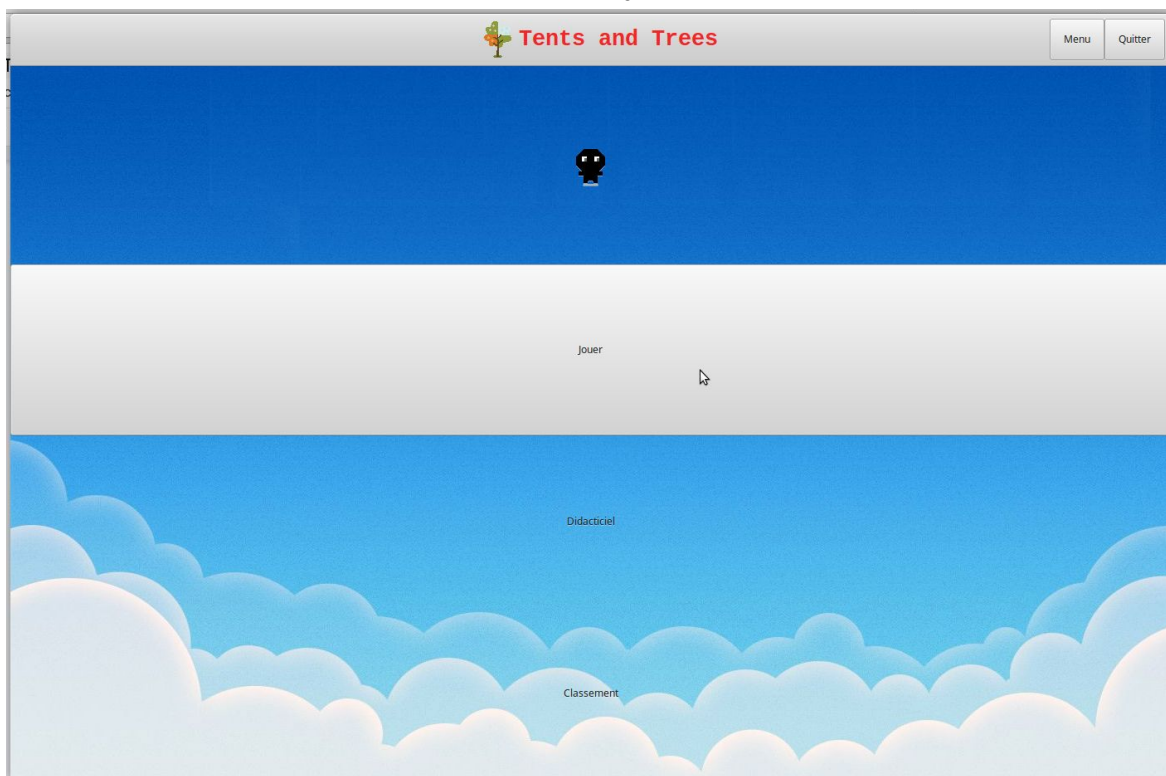 Tents and Trees
Menu
Quitter
Jouer
Didacticiel
Classement